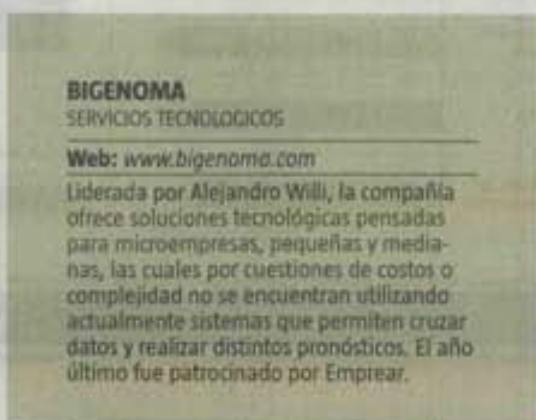 BIGENOMA
SERVICIOS TECNOLOGICOS
Web: www.bigenoma.com
Liderada por Alejandro Willi, la compañía
ofrece soluciones tecnológicas pensadas
para microempresas, pequeñas y media-
nas, las cuales por cuestiones de costos o
complejidad no se encuentran utilizando
actualmente sistemas que permiten cruzar
datos y realizar distintos pronósticos. El año
último fue patrocinado por Emprear.